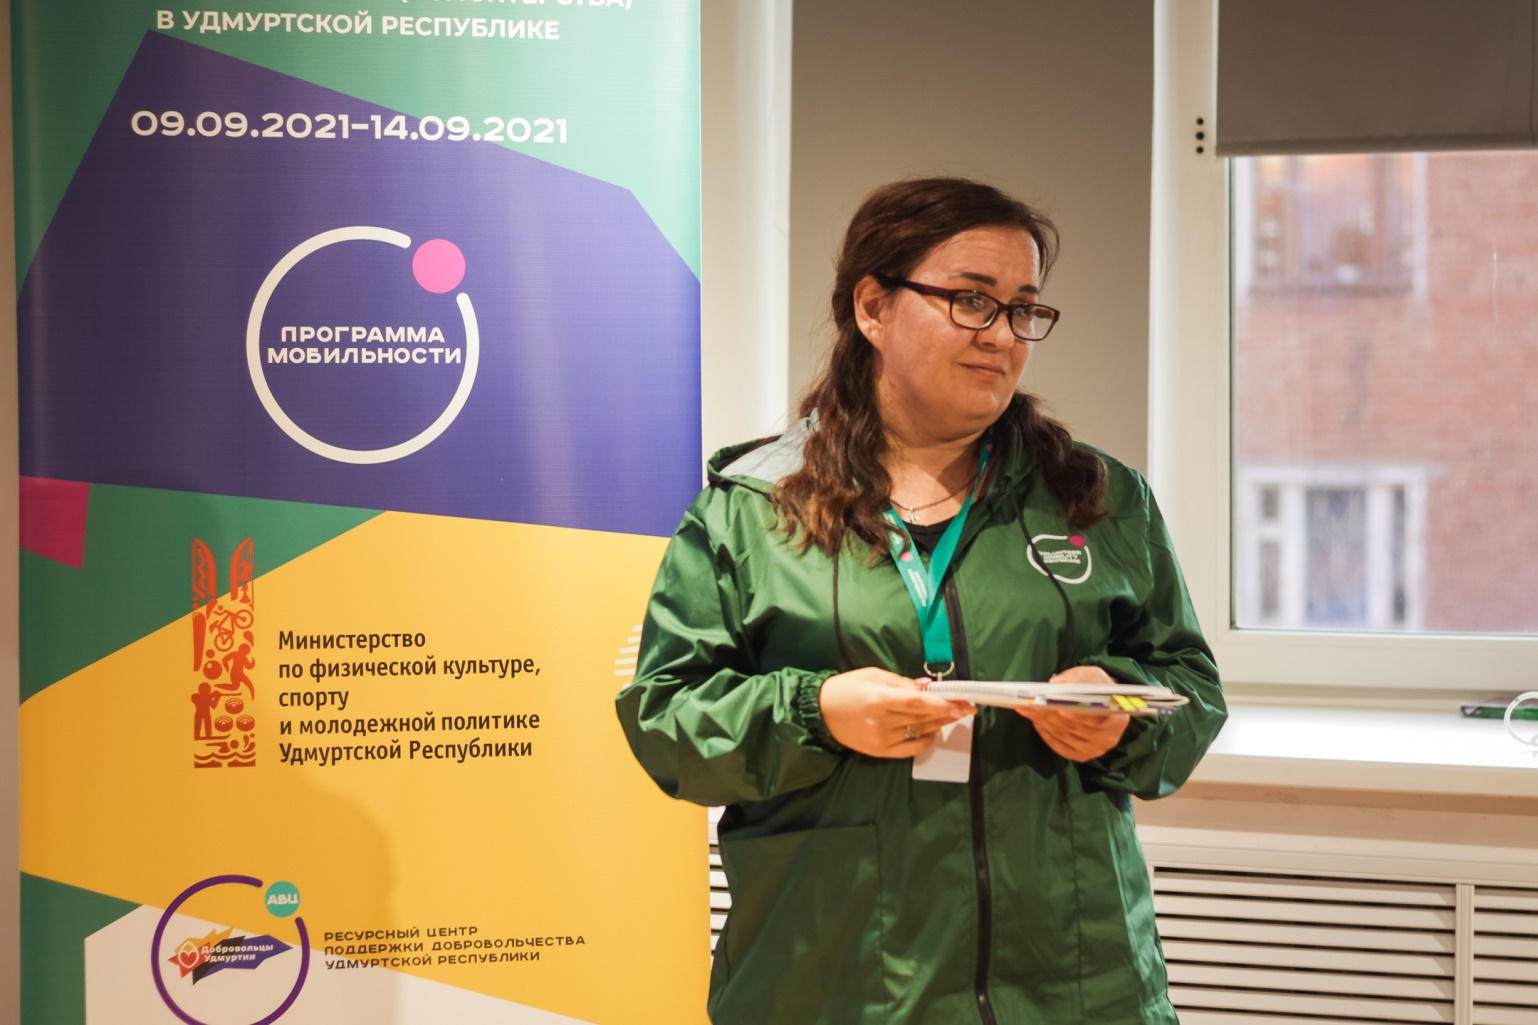 В УДМУРТСКОЙ РЕСПУБЛИКЕ
09.09.2021-14.09.2021
ПРОГРАММА
МОБИЛЬНОСТИ
Министерство
по физической культуре,
спорту
и молодежной политике
Удмуртской Республики
АВЦ
Добровольцы
Удмуртии
РЕСУРСНЫЙ ЦЕНТР
ПОДДЕРЖКИ ДОБРОВОЛЬЧЕСТВА
УДМУРТСКОЙ РЕСПУБЛИКИ